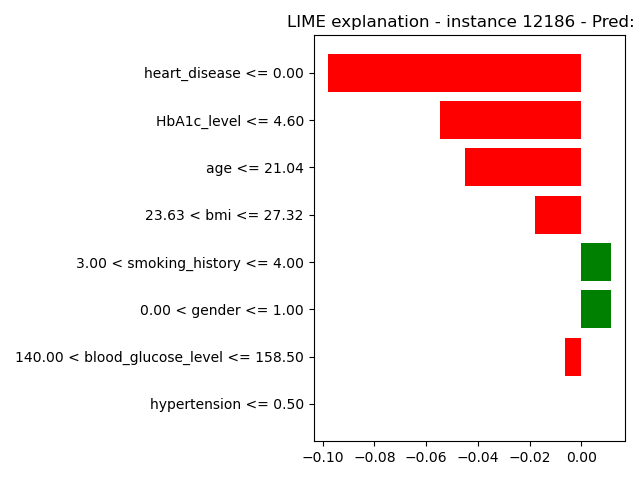 LIME explanation - instance 12186 - Pred:
heart_disease <= 0.00
HbA1c_level <= 4.60
age <= 21.04
23.63 < bmi <= 27.32
3.00 < smoking_history <= 4.00
0.00 < gender <= 1.00
140.00 < blood_glucose_level <= 158.50
hypertension <= 0.50
−0.10 −0.08 −0.06 −0.04 −0.02 0.00